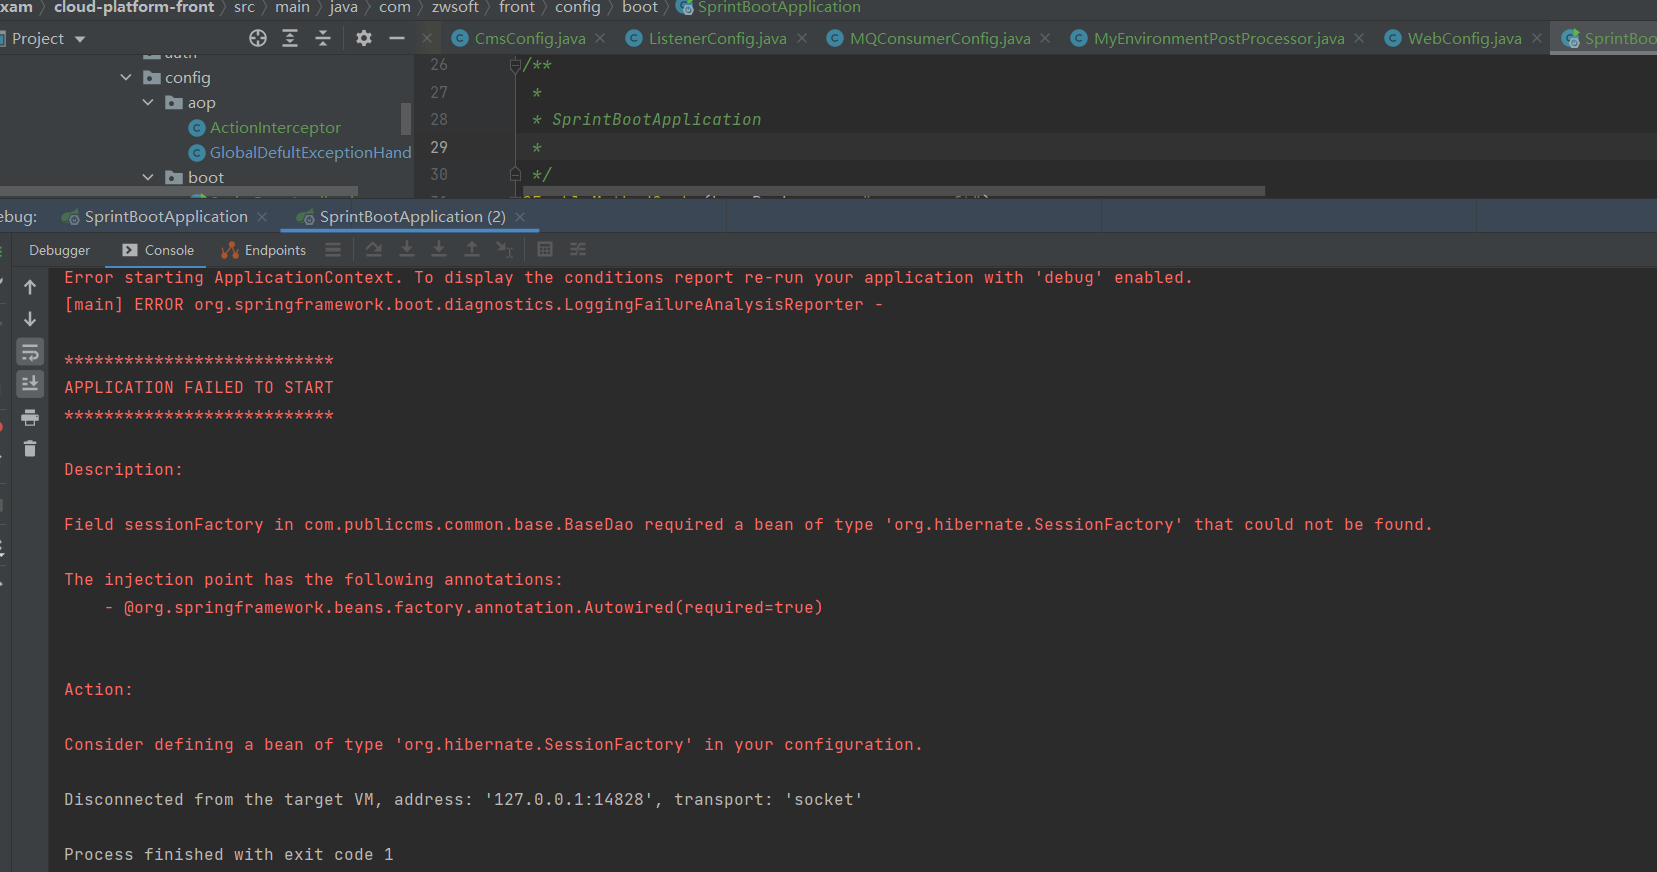 xam 〉 cloud-platform-front 〉 src 〉 main 〉 java 〉 com 〉 zwsoft 〉 front 〉 config 〉 boot 〉 SprintBootApplication
Project
CmsConfig.java
ListenerConfig.java
MQConsumerConfig.java
MyEnvironmentPostProcessor.java
WebConfig.java
SprintBoo
config
aop
ActionInterceptor
GlobalDefultExceptionHand
boot
26 /**
27 *
28 * SprintBootApplication
29 *
30 */
ebug: SprintBootApplication SprintBootApplication (2)
Debugger Console Endpoints
Error starting ApplicationContext. To display the conditions report re-run your application with 'debug' enabled.
[main] ERROR org.springframework.boot.diagnostics.LoggingFailureAnalysisReporter -
***************************
APPLICATION FAILED TO START
***************************
Description:
Field sessionFactory in com.publiccms.common.base.BaseDao required a bean of type 'org.hibernate.SessionFactory' that could not be found.
The injection point has the following annotations:
- @org.springframework.beans.factory.annotation.Autowired(required=true)
Action:
Consider defining a bean of type 'org.hibernate.SessionFactory' in your configuration.
Disconnected from the target VM, address: '127.0.0.1:14828', transport: 'socket'
Process finished with exit code 1